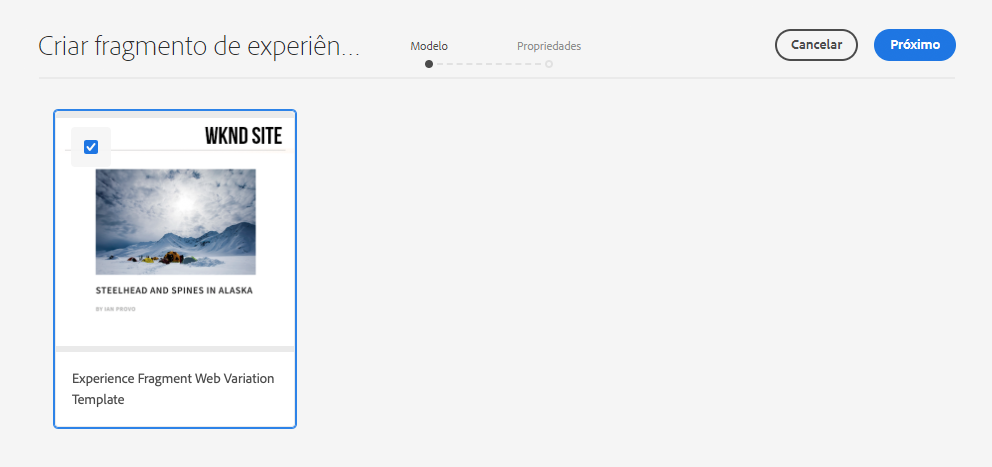 Criar fragmento de experiên...
Modelo
Propriedades
Cancelar
Próximo
WKND SITE
STEELHEAD AND SPINES IN ALASKA
BY IAN PROVO
Experience Fragment Web Variation
Template